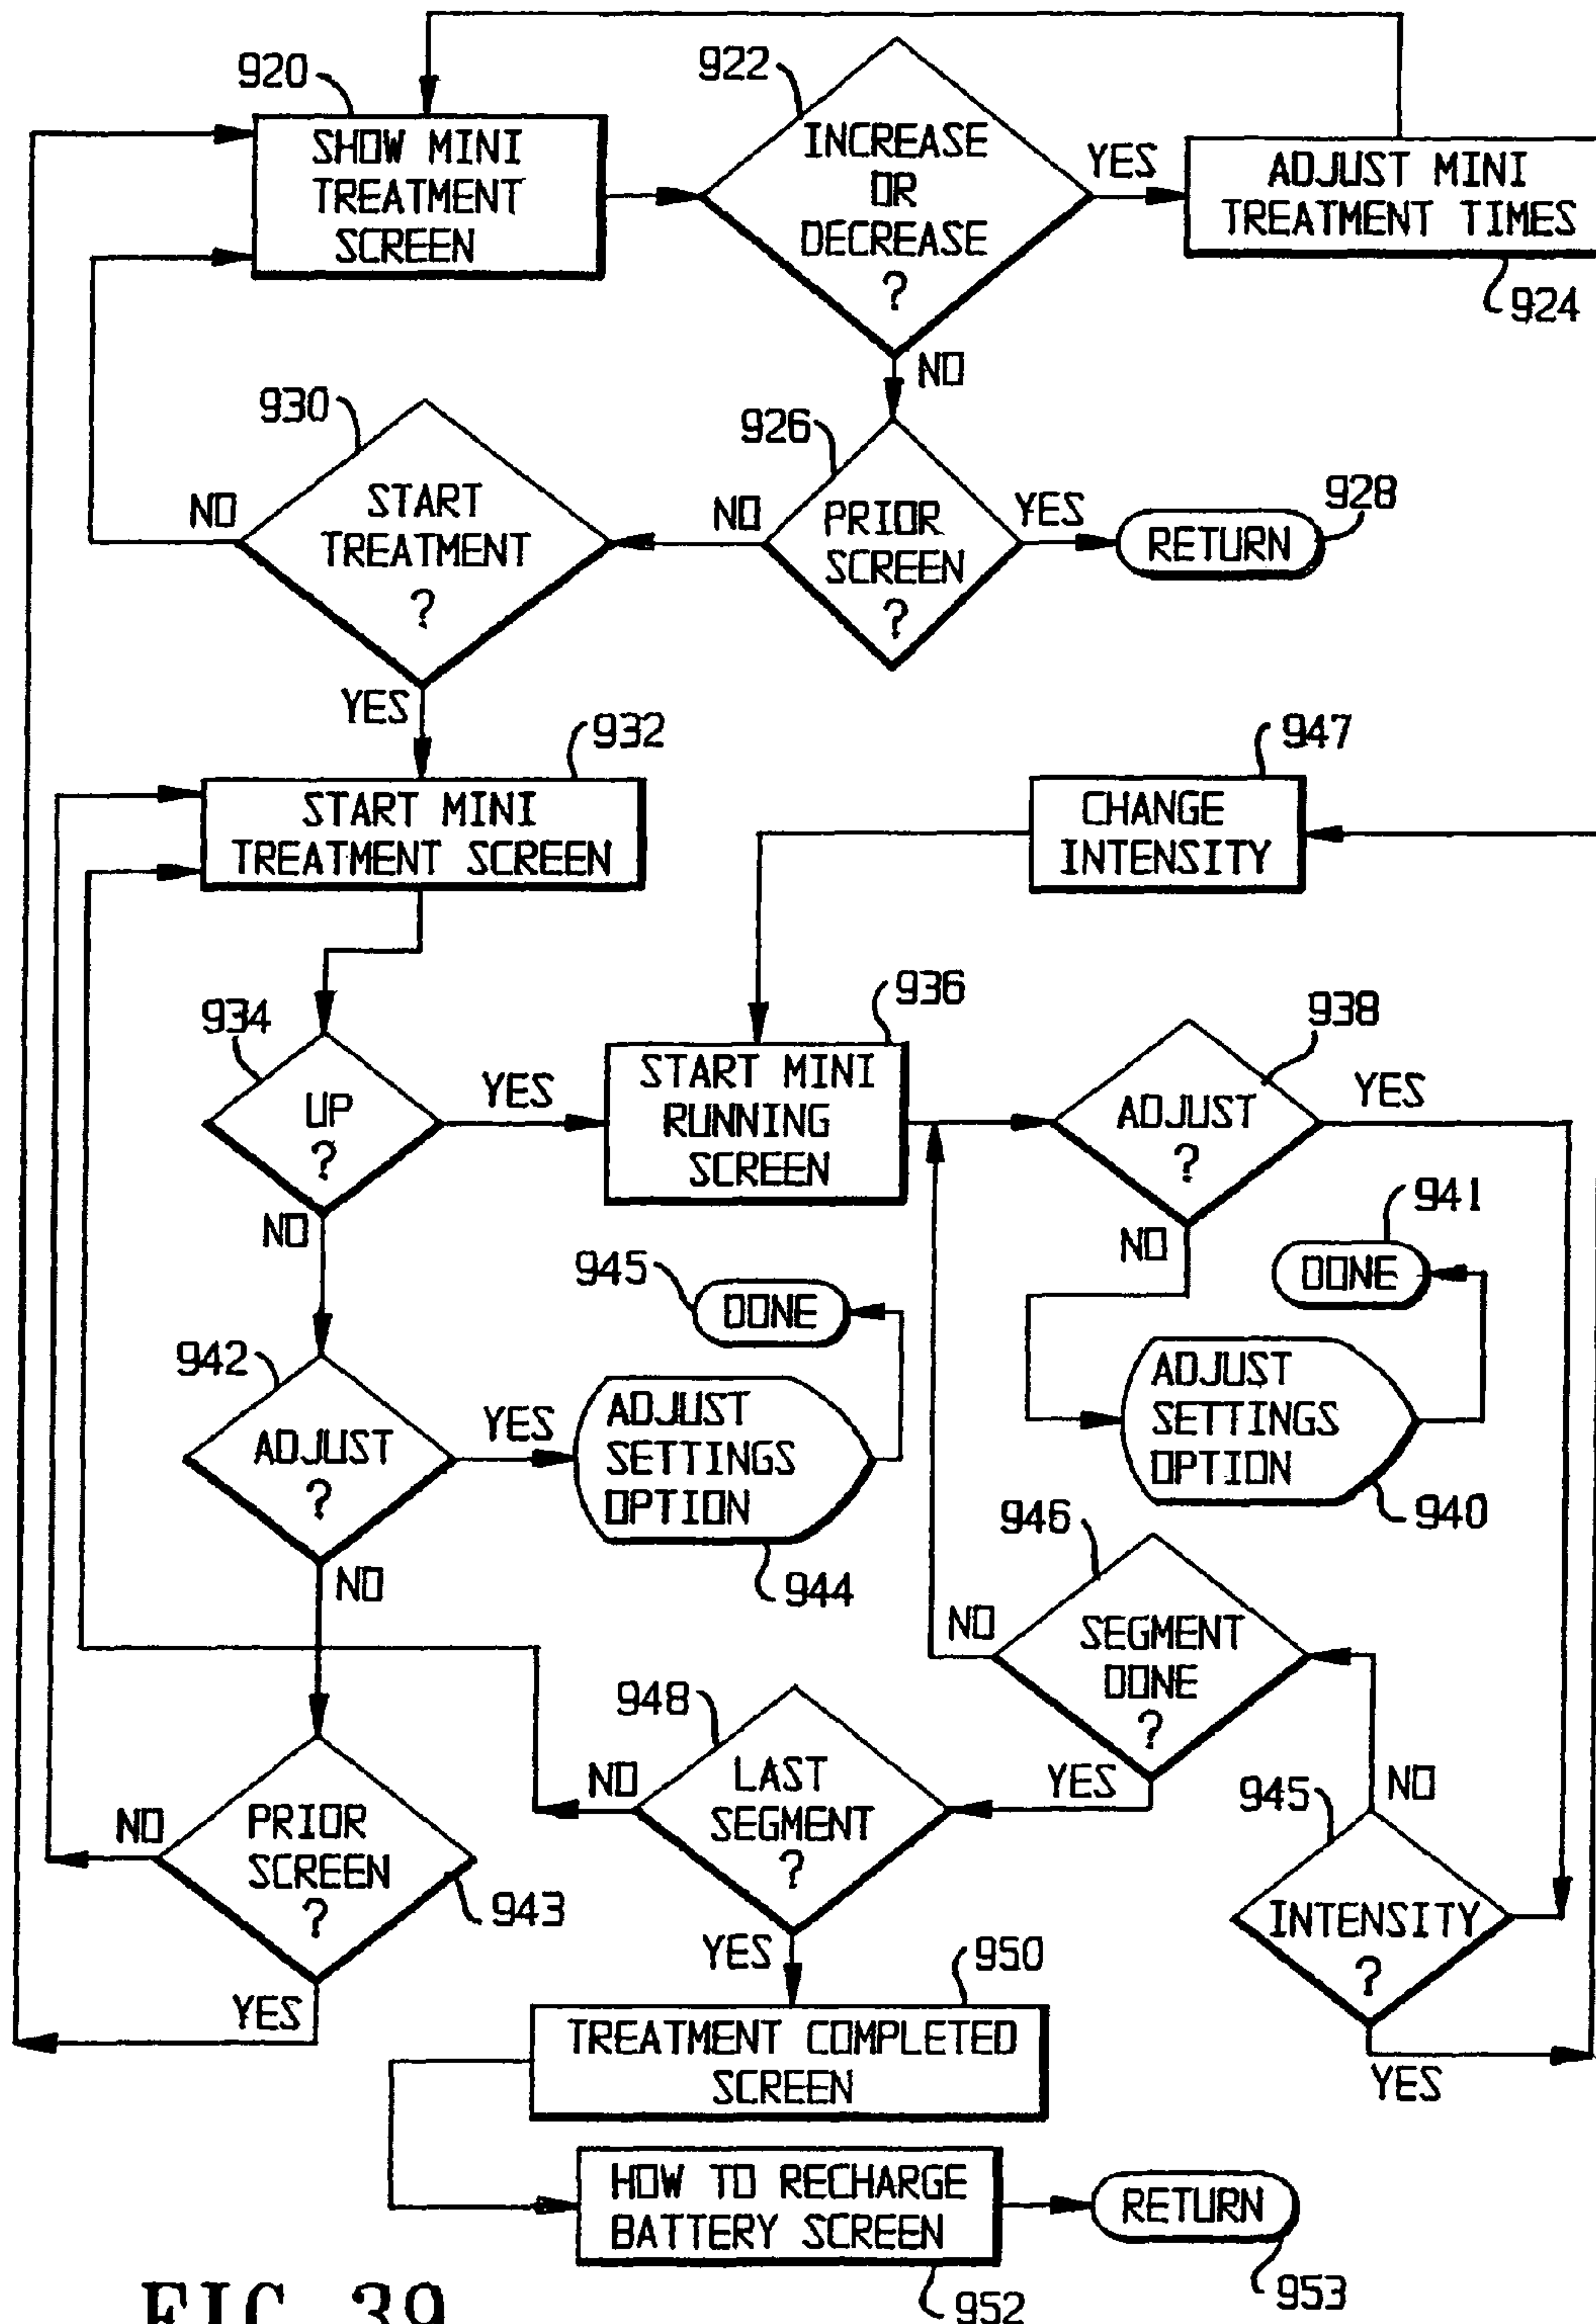 920
SHOW MINI
TREATMENT
SCREEN
922
INCREASE
OR
DECREASE
?
YES
ADJUST MINI
TREATMENT TIMES
924
NO
930
START
TREATMENT
?
NO
926
PRIOR
SCREEN
?
NO
YES
928
RETURN
YES
932
START MINI
TREATMENT SCREEN
947
CHANGE
INTENSITY
934
UP
?
YES
936
START MINI
RUNNING
SCREEN
938
ADJUST
?
YES
NO
NO
941
DONE
945
DONE
942
ADJUST
?
YES
ADJUST
SETTINGS
OPTION
944
ADJUST
SETTINGS
OPTION
940
NO
946
SEGMENT
DONE
?
NO
YES
948
LAST
SEGMENT
?
NO
945
NO
INTENSITY
?
YES
PRIOR
SCREEN
?
NO
943
YES
YES
950
TREATMENT COMPLETED
SCREEN
HOW TO RECHARGE
BATTERY SCREEN
952
RETURN
953
FIG 39